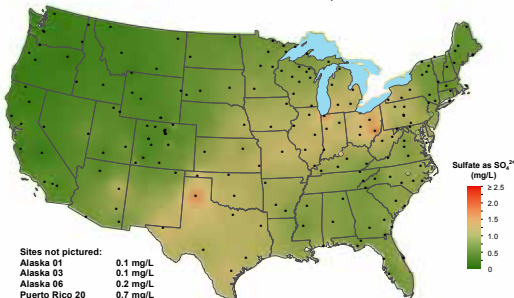 Sulfate as SO₄²⁻
(mg/L)
≥ 2.5
2.0
1.5
1.0
0.5
0
Sites not pictured:
Alaska 01 0.1 mg/L
Alaska 03 0.1 mg/L
Alaska 06 0.2 mg/L
Puerto Rico 20 0.7 mg/L